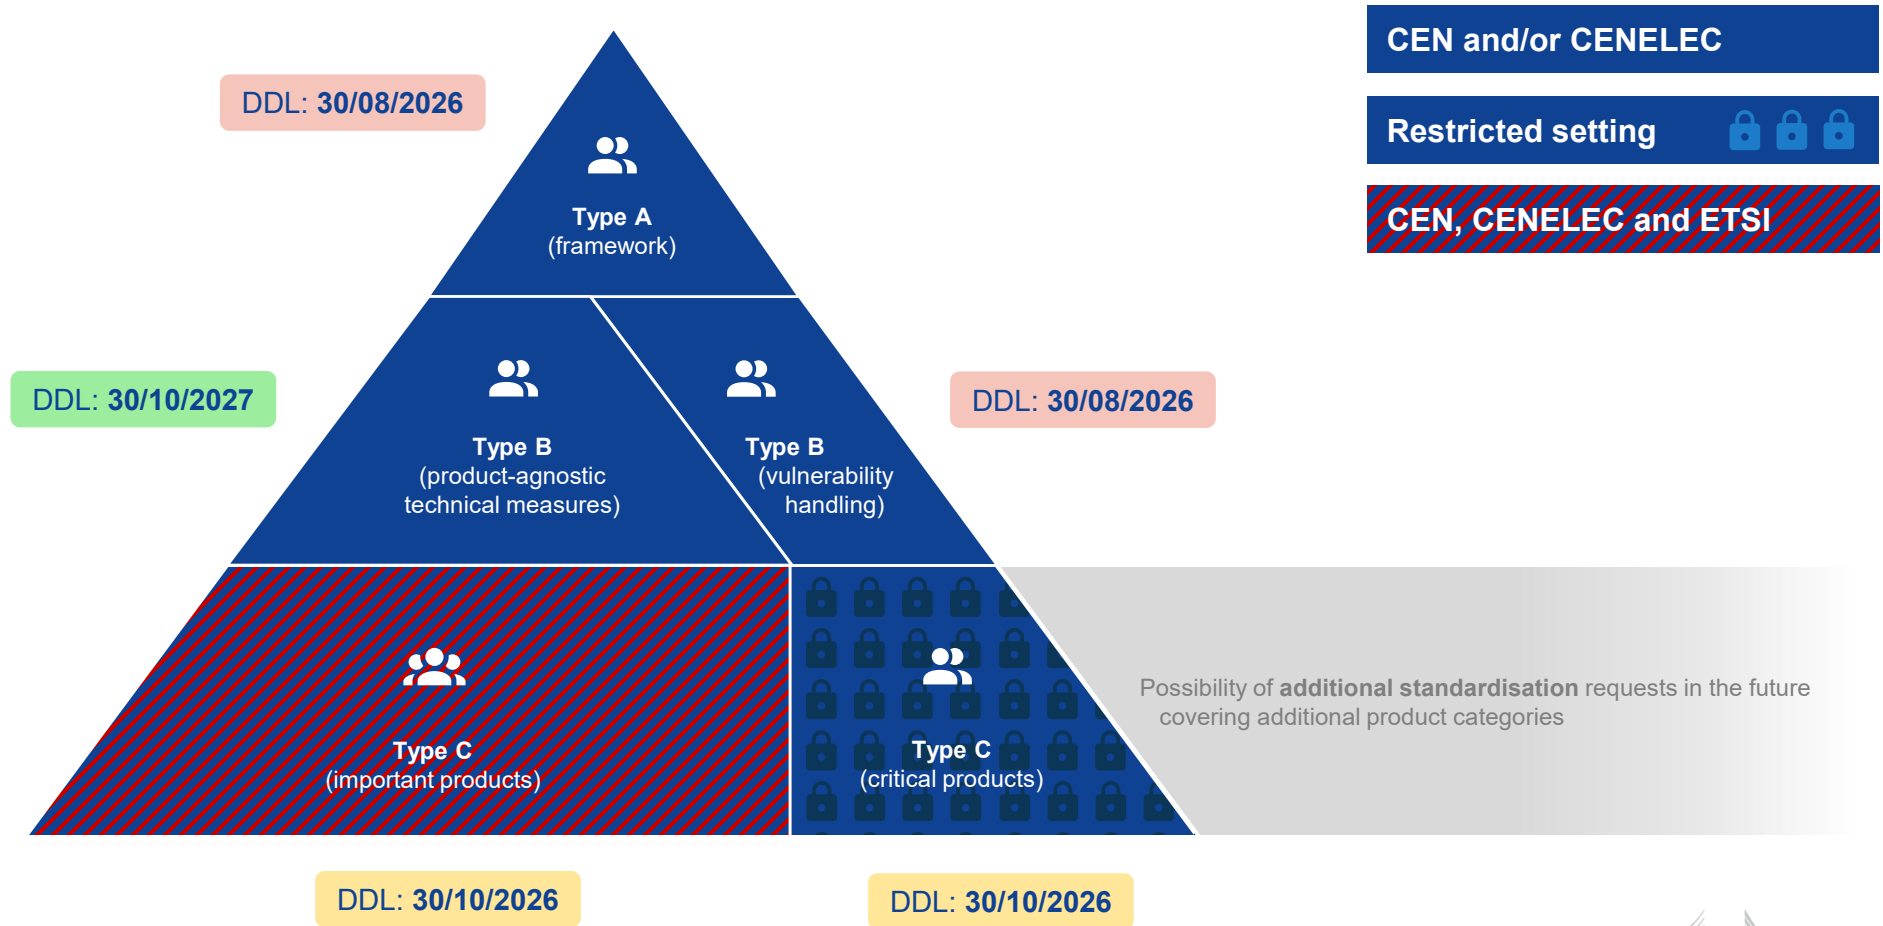 CEN and/or CENELEC
Restricted setting
CEN, CENELEC and ETSI
DDL: 30/08/2026
Type A
(framework)
DDL: 30/10/2027
Type B
(product-agnostic
technical measures)
Type B
(vulnerability
handling)
DDL: 30/08/2026
Type C
(important products)
Type C
(critical products)
Possibility of additional standardisation requests in the future
covering additional product categories
DDL: 30/10/2026
DDL: 30/10/2026